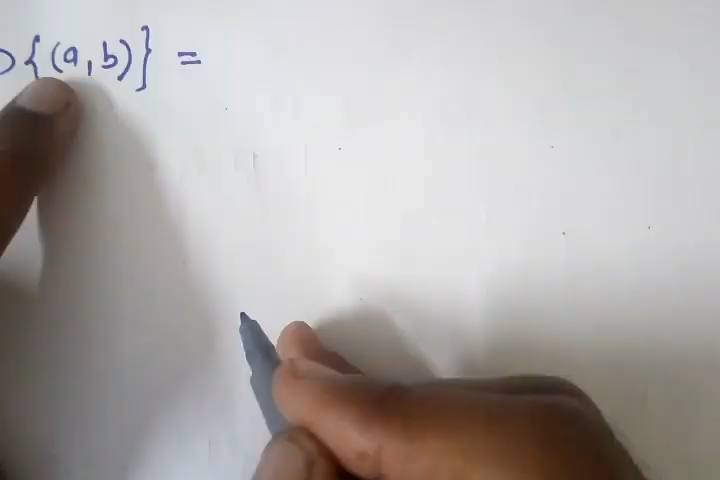 {(a,b)} =